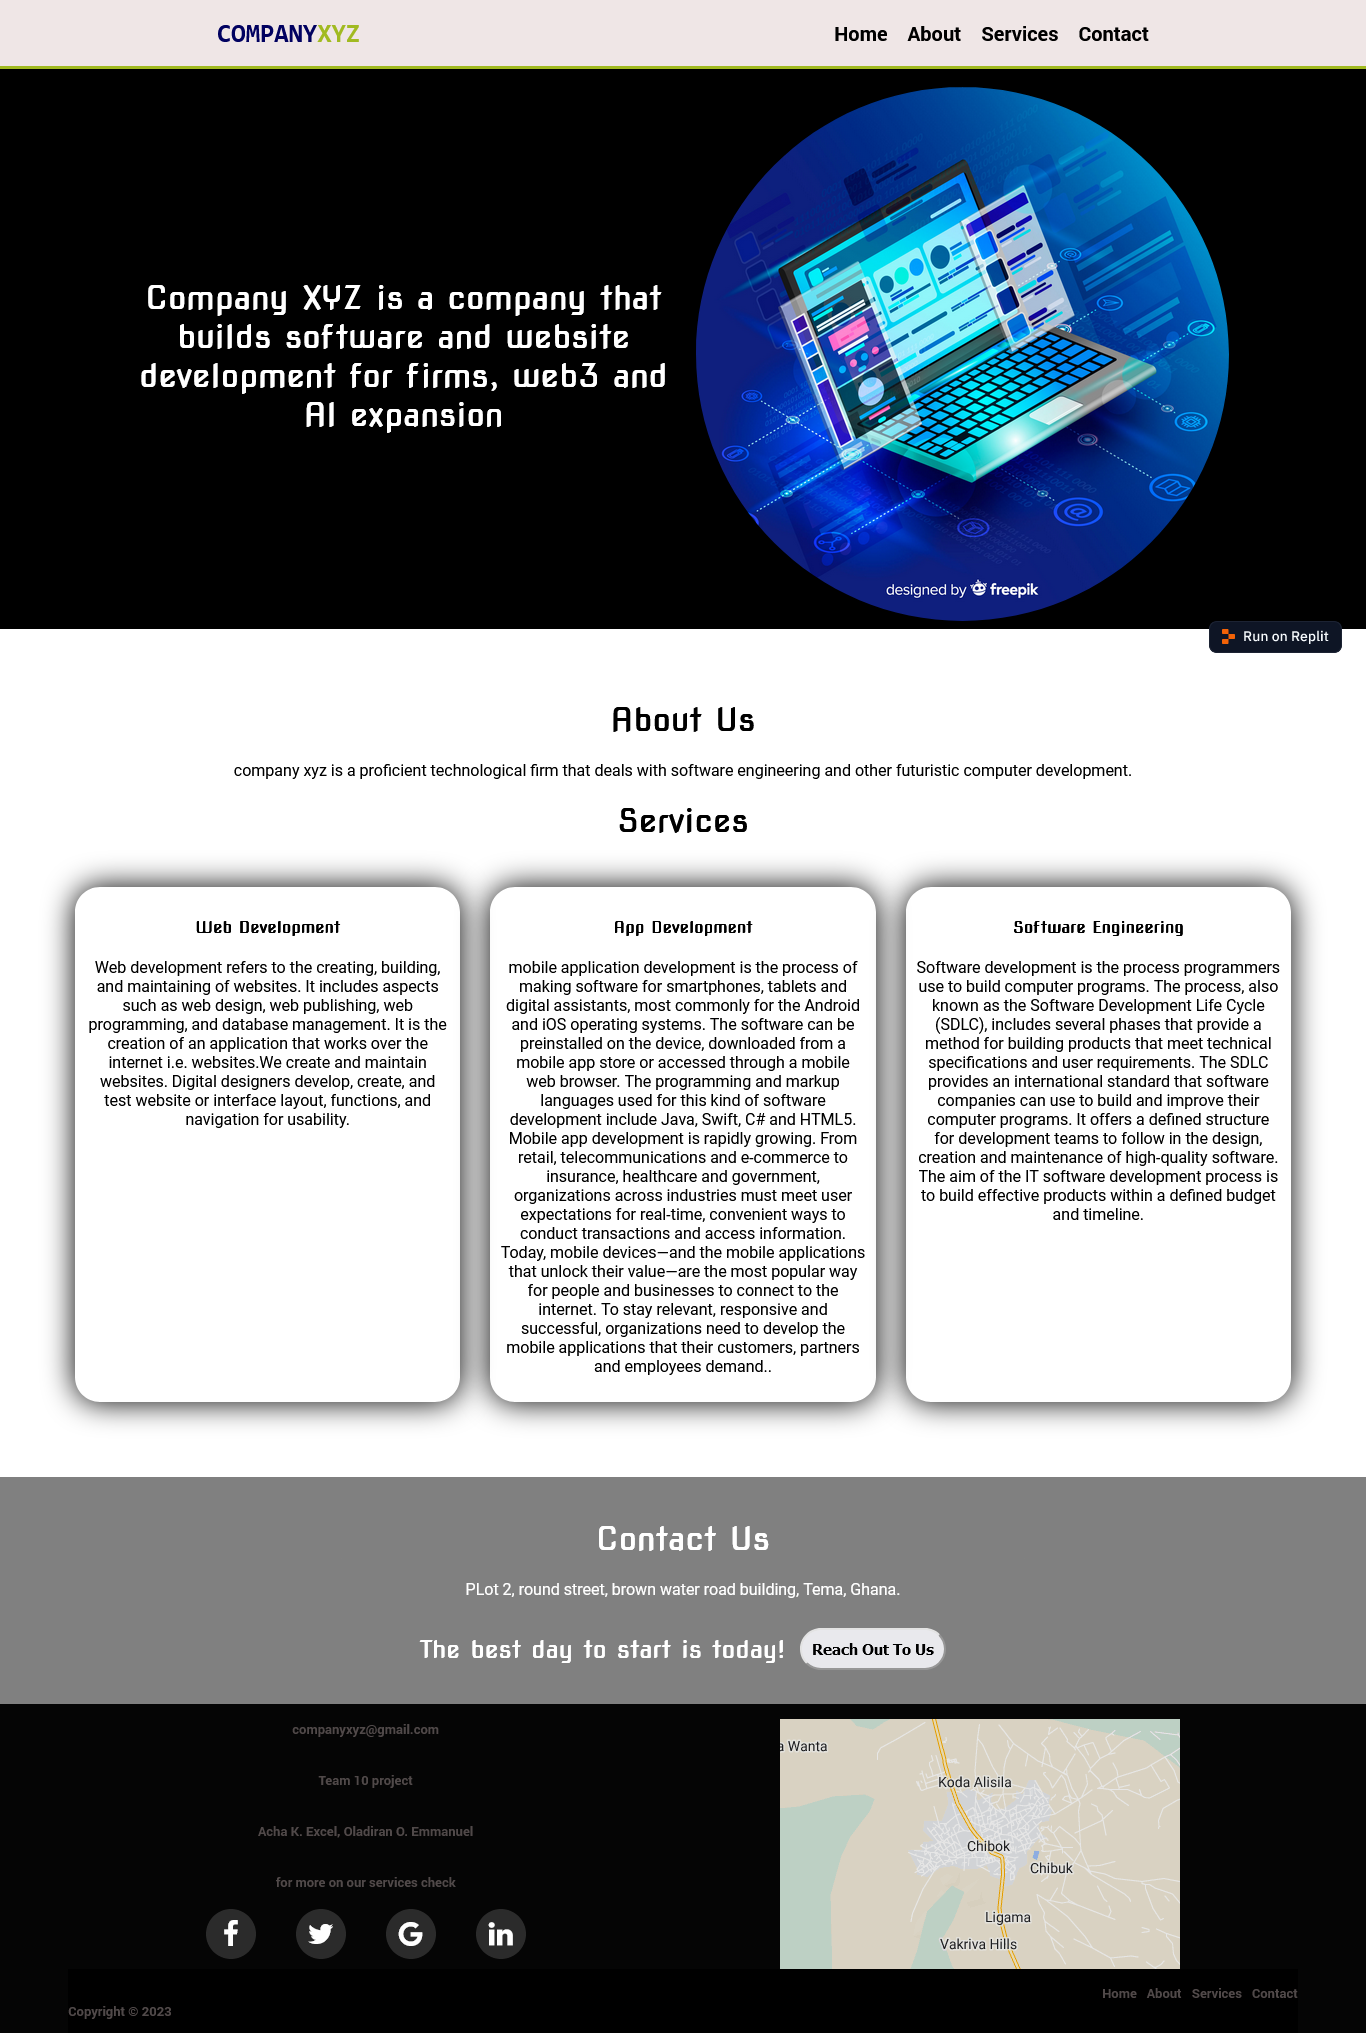 COMPANYXYZ
Home About Services Contact
Company XYZ is a company that
builds software and website
development for firms, web3 and
AI expansion
designed by freepik
Run on Replit
About Us
company xyz is a proficient technological firm that deals with software engineering and other futuristic computer development.
Services
Web Development
Web development refers to the creating, building,
and maintaining of websites. It includes aspects
such as web design, web publishing, web
programming, and database management. It is the
creation of an application that works over the
internet i.e. websites.We create and maintain
websites. Digital designers develop, create, and
test website or interface layout, functions, and
navigation for usability.
App Development
mobile application development is the process of
making software for smartphones, tablets and
digital assistants, most commonly for the Android
and iOS operating systems. The software can be
preinstalled on the device, downloaded from a
mobile app store or accessed through a mobile
web browser. The programming and markup
languages used for this kind of software
development include Java, Swift, C# and HTML5.
Mobile app development is rapidly growing. From
retail, telecommunications and e-commerce to
insurance, healthcare and government,
organizations across industries must meet user
expectations for real-time, convenient ways to
conduct transactions and access information.
Today, mobile devices—and the mobile applications
that unlock their value—are the most popular way
for people and businesses to connect to the
internet. To stay relevant, responsive and
successful, organizations need to develop the
mobile applications that their customers, partners
and employees demand..
Software Engineering
Software development is the process programmers
use to build computer programs. The process, also
known as the Software Development Life Cycle
(SDLC), includes several phases that provide a
method for building products that meet technical
specifications and user requirements. The SDLC
provides an international standard that software
companies can use to build and improve their
computer programs. It offers a defined structure
for development teams to follow in the design,
creation and maintenance of high-quality software.
The aim of the IT software development process is
to build effective products within a defined budget
and timeline.
Contact Us
PLot 2, round street, brown water road building, Tema, Ghana.
The best day to start is today! Reach Out To Us
companyxyz@gmail.com
Team 10 project
Acha K. Excel, Oladiran O. Emmanuel
for more on our services check
a Wanta
Koda Alisila
Chibok
Chibuk
Ligama
Vakriva Hills
Home About Services Contact
Copyright © 2023